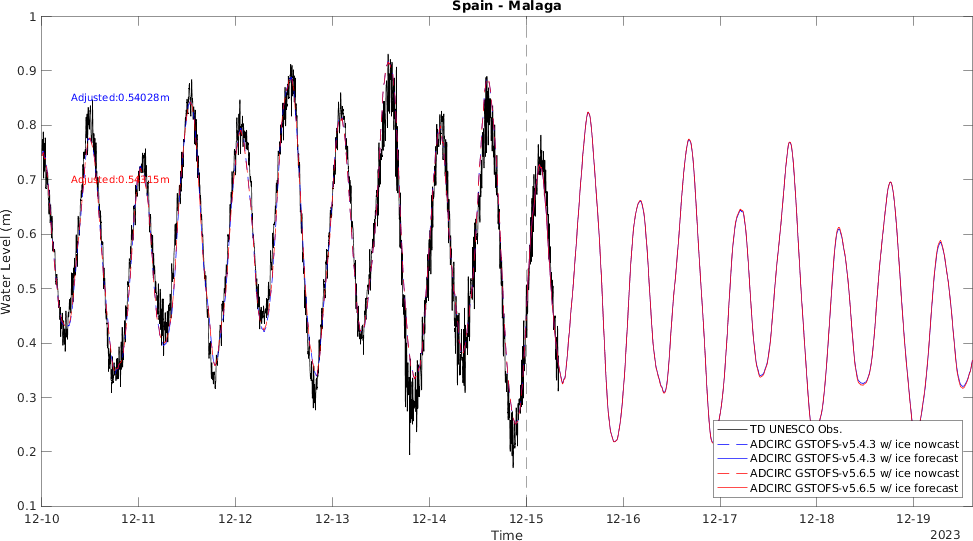 Spain - Malaga
1
0.9
0.8
0.7
0.6
0.5
0.4
0.3
0.2
0.1
Water Level (m)
Adjusted:0.54028m
Adjusted:0.54315m
TD UNESCO Obs.
ADCIRC GSTOFS-v5.4.3 w/ ice nowcast
ADCIRC GSTOFS-v5.4.3 w/ ice forecast
ADCIRC GSTOFS-v5.6.5 w/ ice nowcast
ADCIRC GSTOFS-v5.6.5 w/ ice forecast
12-10 12-11 12-12 12-13 12-14 12-15 12-16 12-17 12-18 12-19
Time
2023